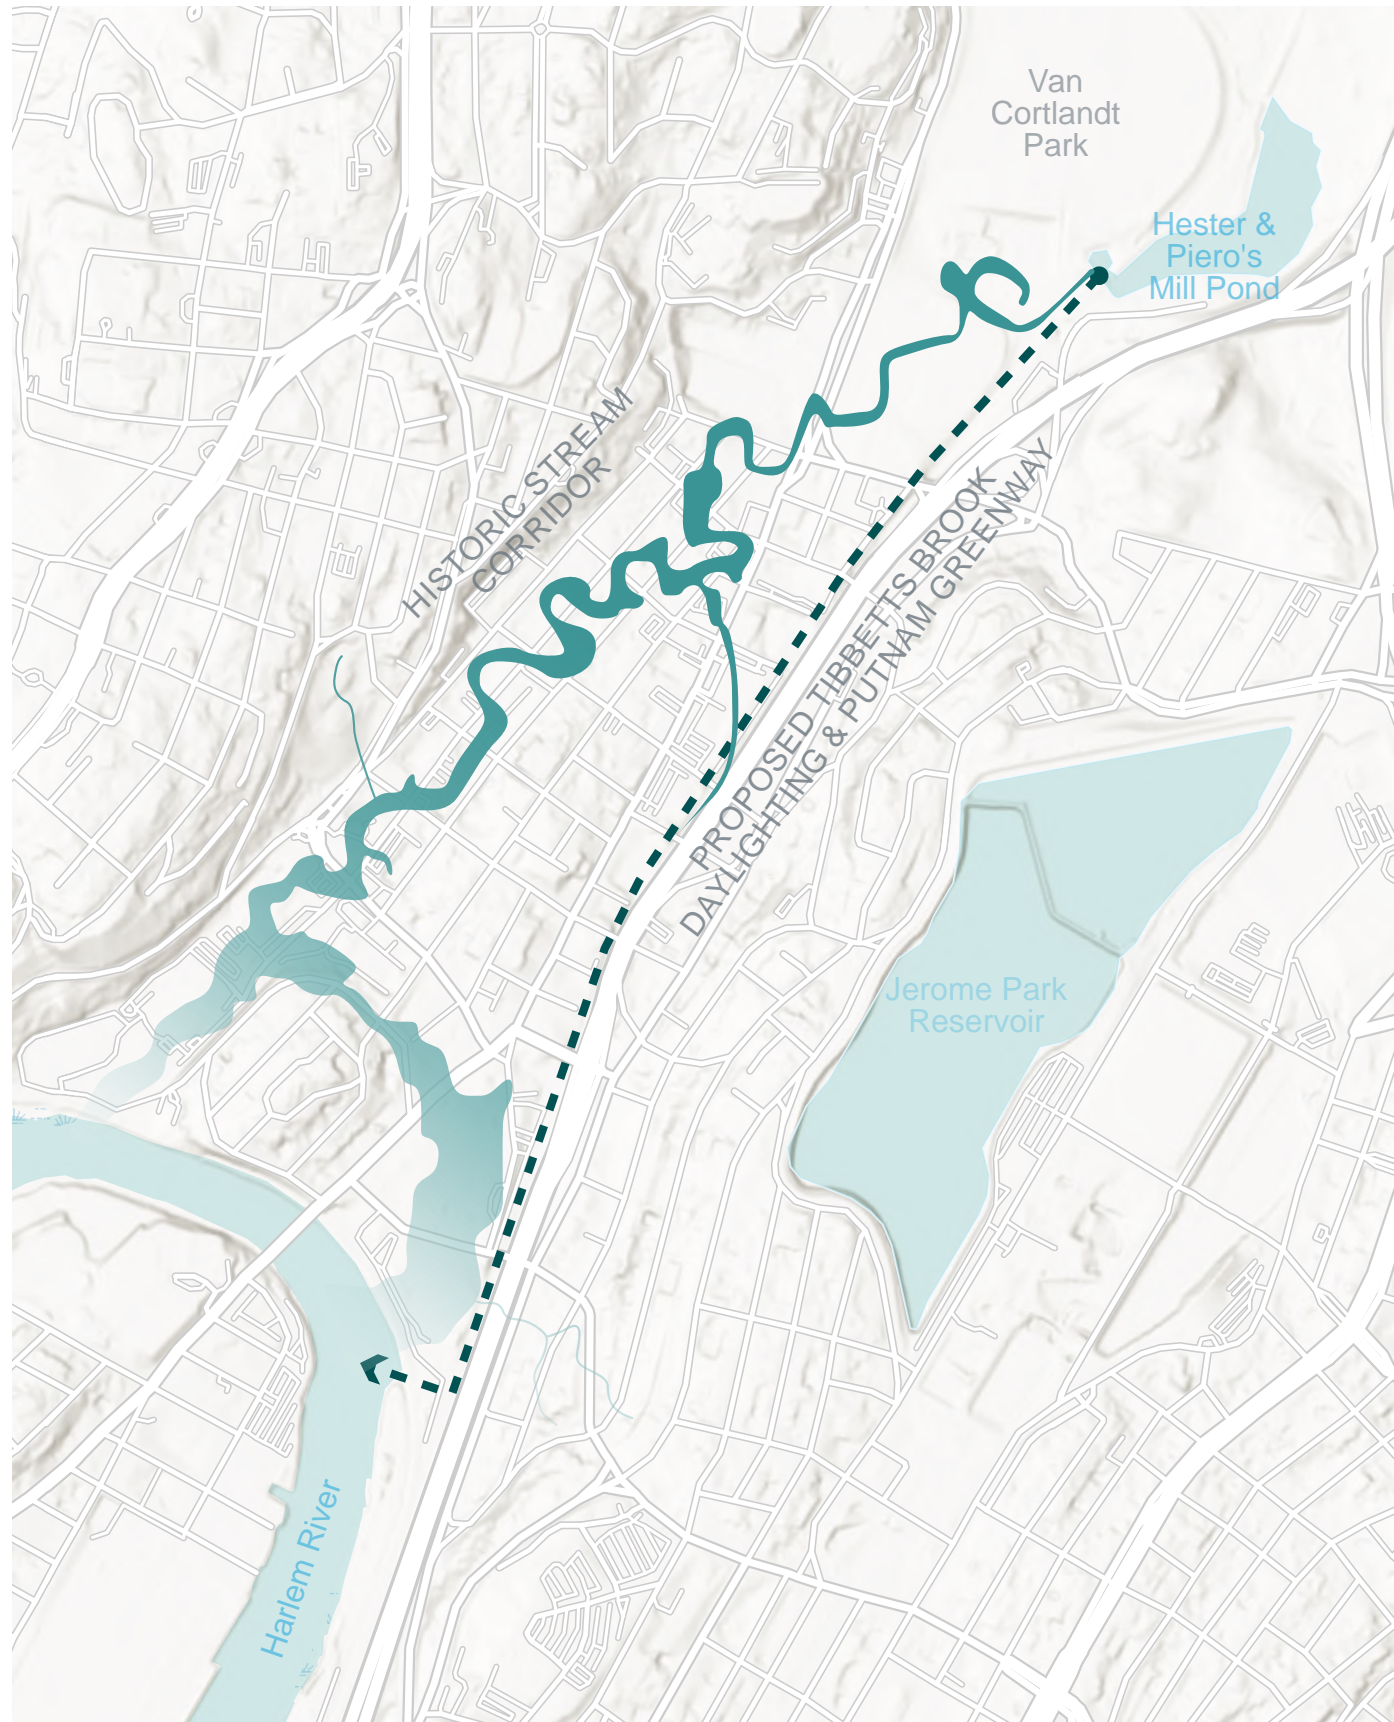 Van
Cortlandt
Park
Hester &
Piero's
Mill Pond
HISTORIC STREAM
CORRIDOR
PROPOSED TIBBETTS BROOK
DAYLIGHTING & PUTNAM GREENWAY
Jerome Park
Reservoir
Harlem River